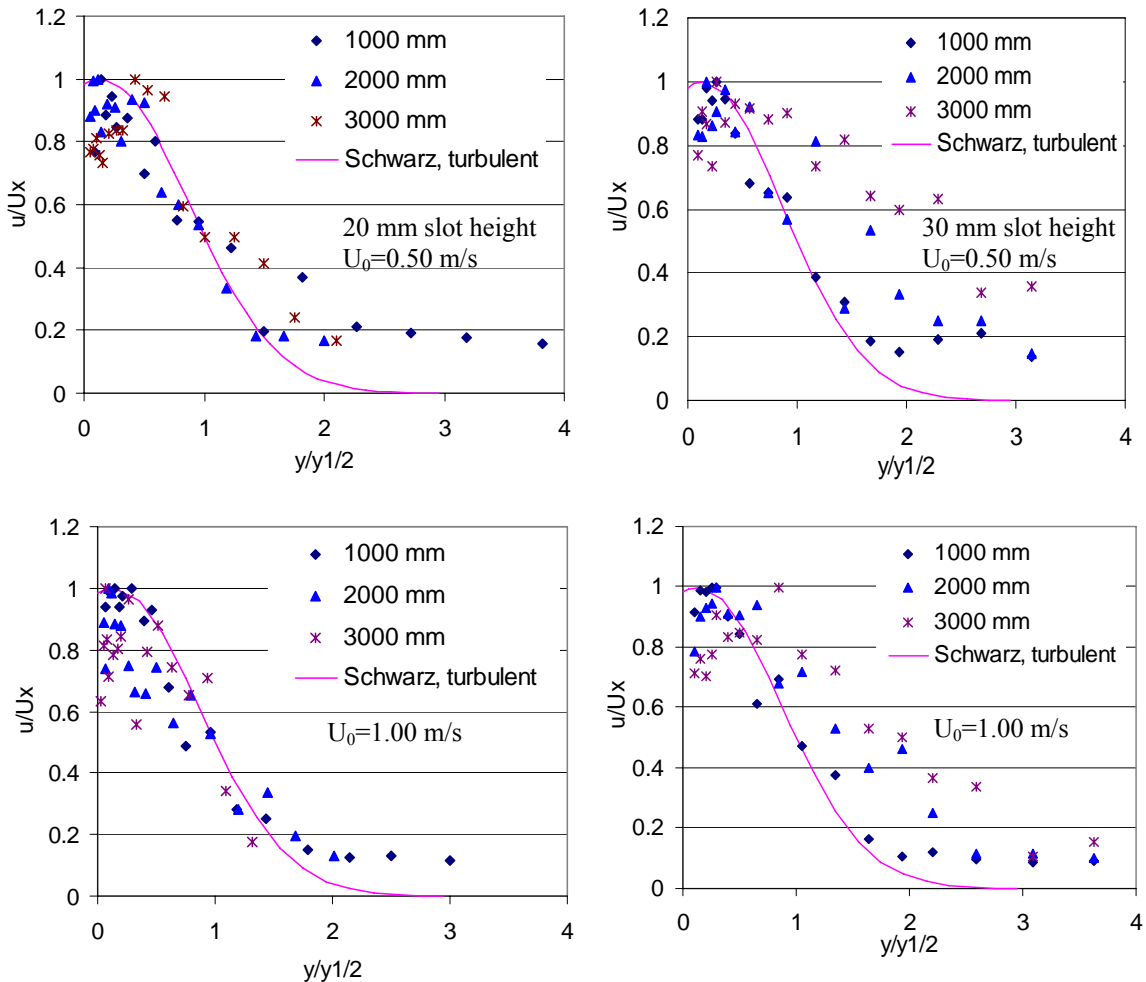 1.2
1
0.8
0.6
0.4
0.2
0
u/Ux
1000 mm
2000 mm
3000 mm
Schwarz, turbulent
20 mm slot height
U₀=0.50 m/s
0 1 2 3 4
y/y1/2
1.2
1
0.8
0.6
0.4
0.2
0
u/Ux
1000 mm
2000 mm
3000 mm
Schwarz, turbulent
30 mm slot height
U₀=0.50 m/s
0 1 2 3 4
y/y1/2
1.2
1
0.8
0.6
0.4
0.2
0
u/Ux
1000 mm
2000 mm
3000 mm
Schwarz, turbulent
U₀=1.00 m/s
0 1 2 3 4
y/y1/2
1.2
1
0.8
0.6
0.4
0.2
0
u/Ux
1000 mm
2000 mm
3000 mm
Schwarz, turbulent
U₀=1.00 m/s
0 1 2 3 4
y/y1/2